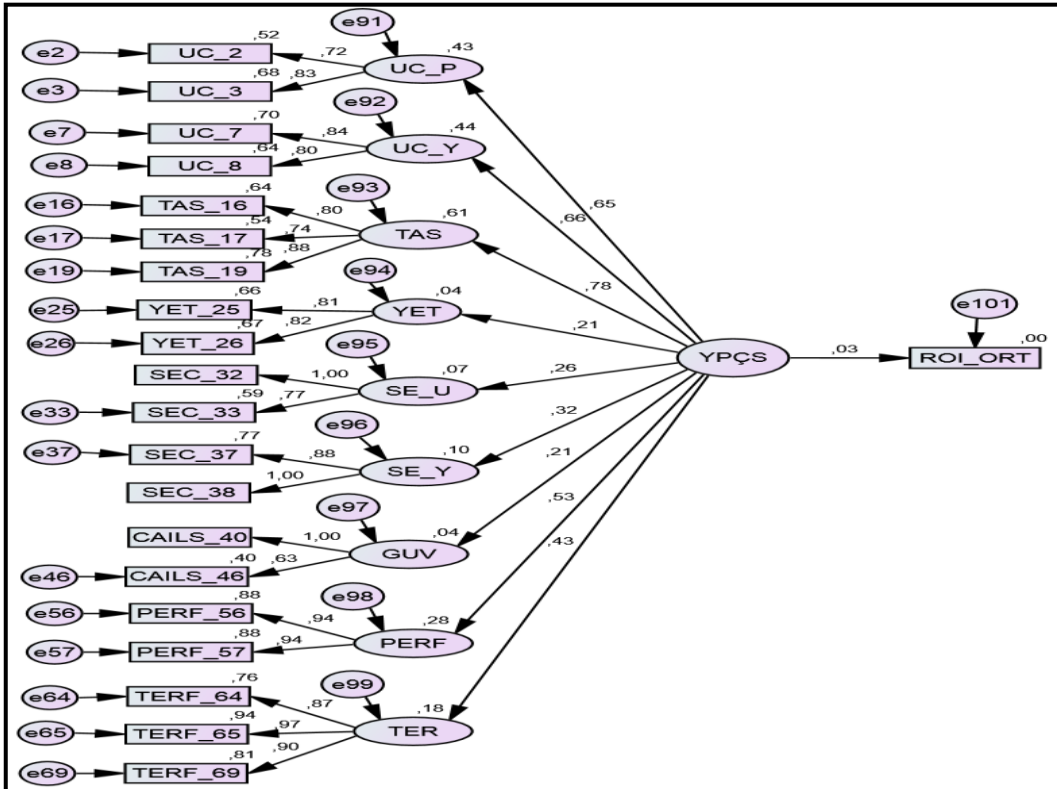 e91
,52
,43
e2
UC_2
,72
UC_P
,68
,83
e3
UC_3
e92
,70
,44
e7
UC_7
,84
UC_Y
,64
,80
e8
UC_8
e93
,64
,61
e16
TAS_16
,80
,65
,66
,54
,74
e17
TAS_17
TAS
,78
,88
e19
TAS_19
e94
,78
,66
,04
e25
YET_25
,81
YET
e101
,67
,82
,21
e26
YET_26
e95
,00
YPÇS
,03
ROI_ORT
SEC_32
1,00
,07
,26
SE_U
,59
,77
e33
SEC_33
e96
,32
,77
,10
,21
e37
SEC_37
,88
SE_Y
1,00
SEC_38
e97
,53
,04
,43
CAILS_40
1,00
GUV
,40
,63
e46
CAILS_46
e98
,88
,28
e56
PERF_56
,94
PERF
,88
,94
e57
PERF_57
e99
,76
,18
e64
TERF_64
,87
TER
,94
,97
e65
TERF_65
,90
,81
e69
TERF_69